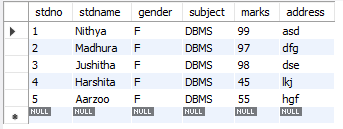 stdno stdname gender subject marks address
1 Nithya F DBMS 99 asd
2 Madhura F DBMS 97 dfg
3 Jushitha F DBMS 98 dse
4 Harshita F DBMS 45 lkj
5 Aarzoo F DBMS 55 hgf
NULL NULL NULL NULL NULL NULL